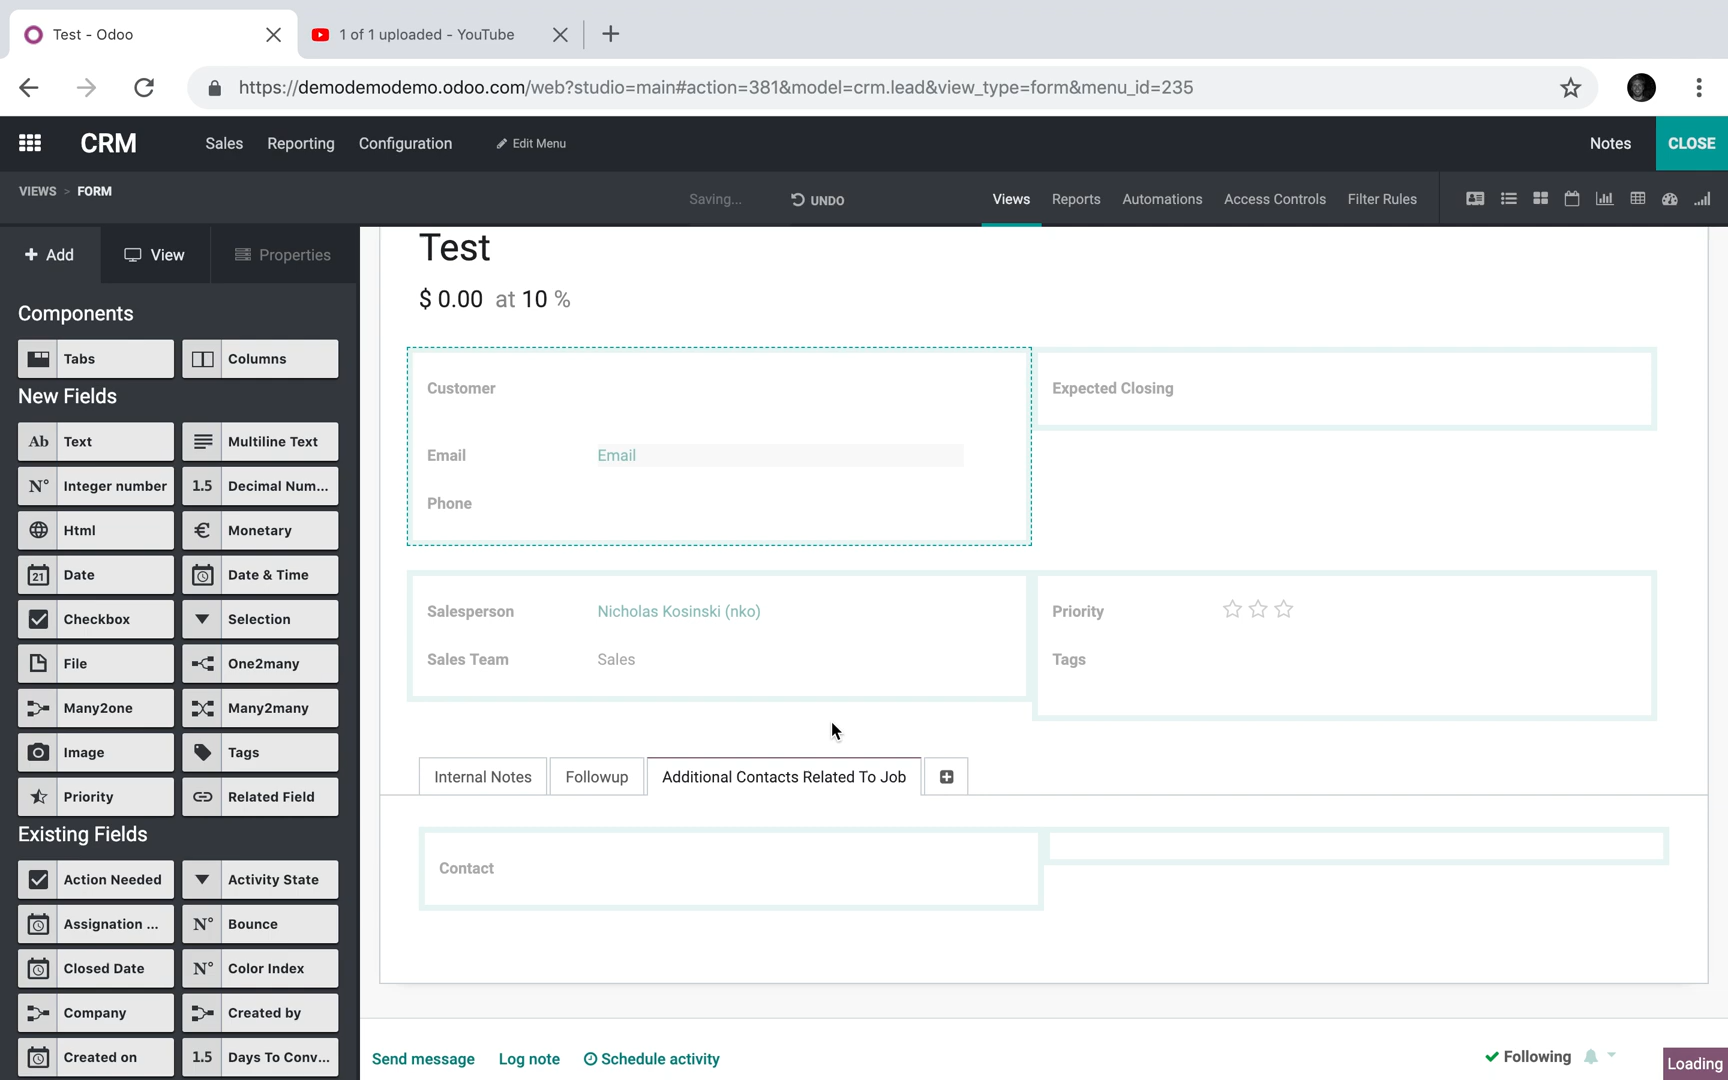 Test - Odoo
1 of 1 uploaded - YouTube
https://demodemodemo.odoo.com/web?studio=main#action=381&model=crm.lead&view_type=form&menu_id=235
CRM Sales Reporting Configuration Edit Menu Notes CLOSE
VIEWS > FORM Saving... UNDO Views Reports Automations Access Controls Filter Rules
+ Add View Properties
Components
Tabs Columns
New Fields
Ab Text Multiline Text
N° Integer number 1.5 Decimal Num...
Html € Monetary
21 Date Date & Time
Checkbox Selection
File One2many
Many2one Many2many
Image Tags
Priority Related Field
Existing Fields
Action Needed Activity State
Assignation ... N° Bounce
Closed Date N° Color Index
Company Created by
Created on 1.5 Days To Conv...
Test
$ 0.00 at 10 %
Customer
Expected Closing
Email Email
Phone
Salesperson Nicholas Kosinski (nko)
Priority
Sales Team Sales
Tags
Internal Notes Followup Additional Contacts Related To Job
Contact
Send message Log note Schedule activity Following
Loading